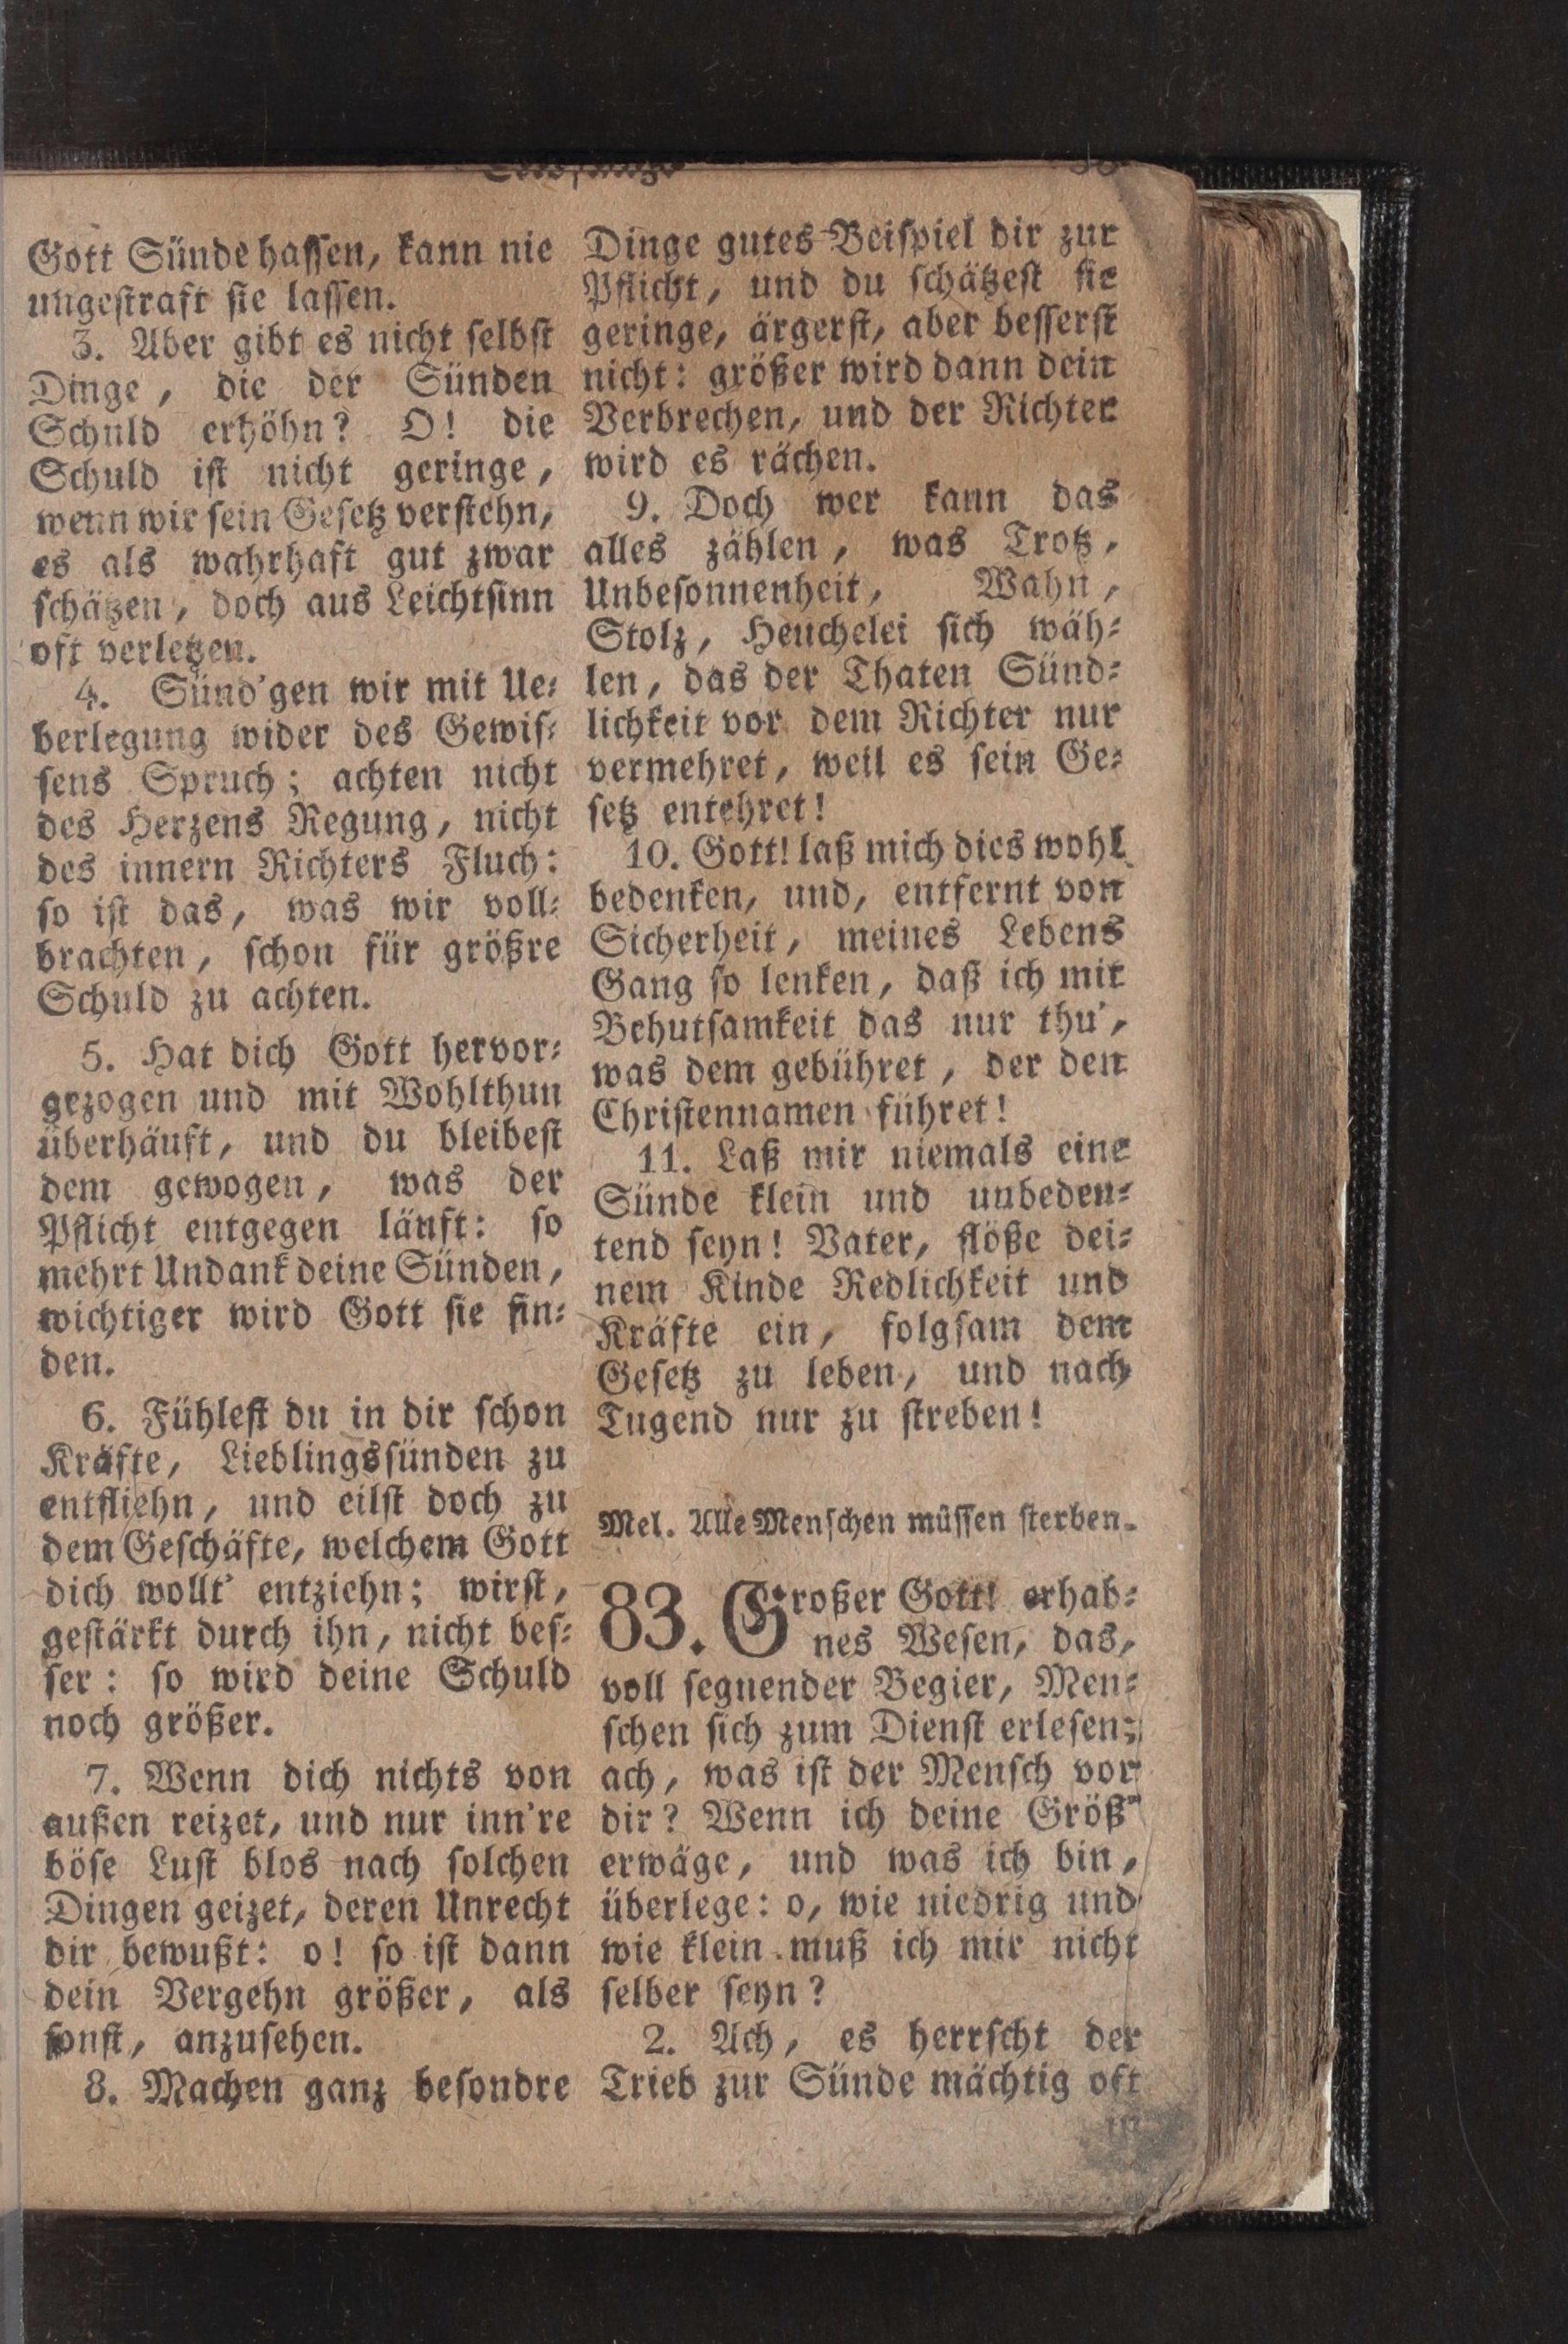 Gott Sünde hassen, kann nie
ungestraft sie lassen.
3. Aber gibt es nicht selbst
Dinge, die der Sünden
Schuld erhöhn? O! die
Schuld ist nicht geringe,
wenn wir sein Gesetz verstehn,
es als wahrhaft gut zwar
schätzen, doch aus Leichtsinn
oft verletzen.
4. Sünd'gen wir mit Ue-
berlegung wider des Gewis-
sens Spruch; achten nicht
des Herzens Regung, nicht
des innern Richters Fluch:
so ist das, was wir voll-
brachten, schon für größre
Schuld zu achten.
5. Hat dich Gott hervor-
gezogen und mit Wohlthun
überhäuft, und du bleibest
dem gewogen, was der
Pflicht entgegen läuft: so
mehrt Undank deine Sünden,
wichtiger wird Gott sie fin-
den.
6. Fühlest du in dir schon
Kräfte, Lieblingssünden zu
entfliehn, und eilst doch zu
dem Geschäfte, welchem Gott
dich wollt' entziehn; wirst,
gestärkt durch ihn, nicht bes-
ser: so wird deine Schuld
noch größer.
7. Wenn dich nichts von
außen reizet, und nur inn're
böse Lust blos nach solchen
Dingen geizet, deren Unrecht
dir bewußt: o! so ist dann
dein Vergehn größer, als
sonst, anzusehen.
8. Machen ganz besondre
Dinge gutes Beispiel dir zur
Pflicht, und du schätzest sie
geringe, ärgerst, aber besserst
nicht: größer wird dann dein
Verbrechen, und der Richter
wird es rächen.
9. Doch wer kann das
alles zählen, was Trotz,
Unbesonnenheit, Wahn,
Stolz, Heuchelei sich wäh-
len, das der Thaten Sünd-
lichkeit vor dem Richter nur
vermehret, weil es sein Ge-
setz entehret!
10. Gott! laß mich dies wohl
bedenken, und, entfernt von
Sicherheit, meines Lebens
Gang so lenken, daß ich mit
Behutsamkeit das nur thu',
was dem gebühret, der den
Christennamen führet!
11. Laß mir niemals eine
Sünde klein und unbedeu-
tend seyn! Vater, flöße dei-
nem Kinde Redlichkeit und
Kräfte ein, folgsam dem
Gesetz zu leben, und nach
Tugend nur zu streben!
Mel. Alle Menschen müssen sterben.
83. Großer Gott! erhab-
nes Wesen, das,
voll segnender Begier, Men-
schen sich zum Dienst erlesen;
ach, was ist der Mensch vor
dir? Wenn ich deine Größ'
erwäge, und was ich bin,
überlege: o, wie niedrig und
wie klein muß ich mir nicht
selber seyn?
2. Ach, es herrscht der
Trieb zur Sünde mächtig oft